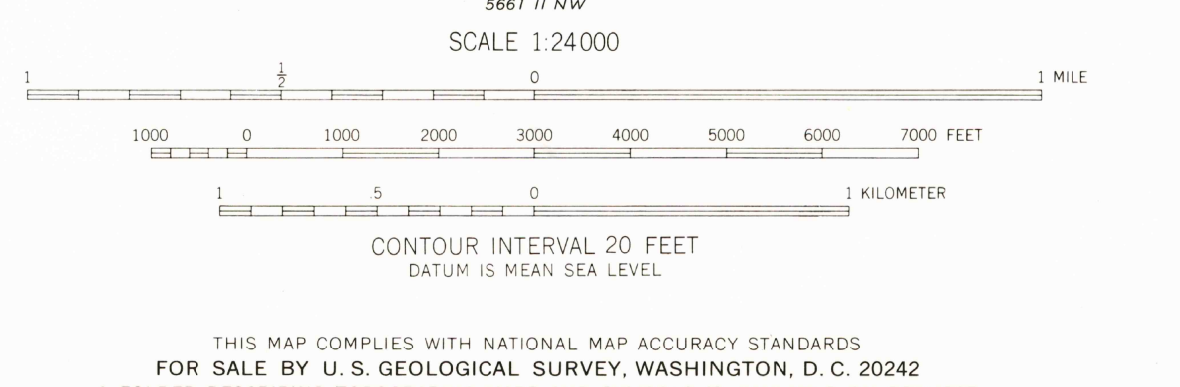 5661 II NW
SCALE 1:24000
1 1/2 0 1 MILE
1000 0 1000 2000 3000 4000 5000 6000 7000 FEET
1 .5 0 1 KILOMETER
CONTOUR INTERVAL 20 FEET
DATUM IS MEAN SEA LEVEL
THIS MAP COMPLIES WITH NATIONAL MAP ACCURACY STANDARDS
FOR SALE BY U. S. GEOLOGICAL SURVEY, WASHINGTON, D. C. 20242